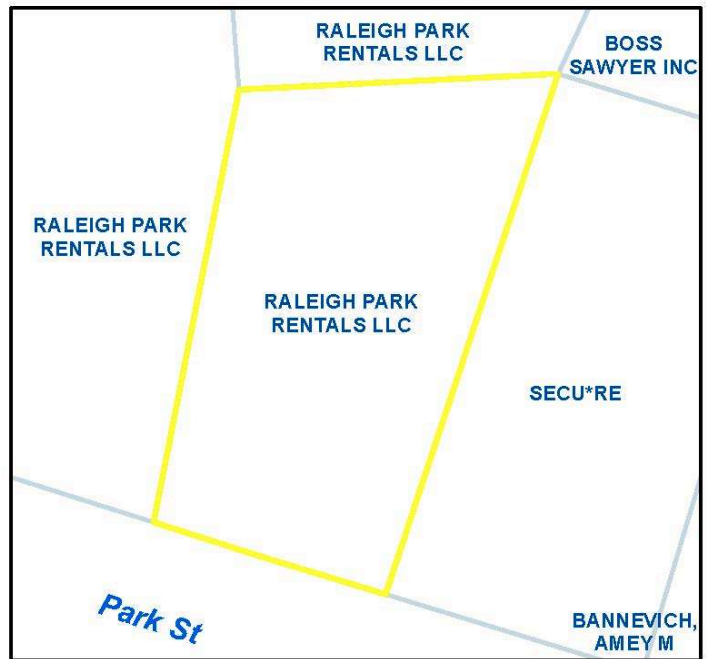 RALEIGH PARK
RENTALS LLC
BOSS
SAWYER INC
RALEIGH PARK
RENTALS LLC
RALEIGH PARK
RENTALS LLC
SECU*RE
Park St
BANNEVICH,
AMEY M